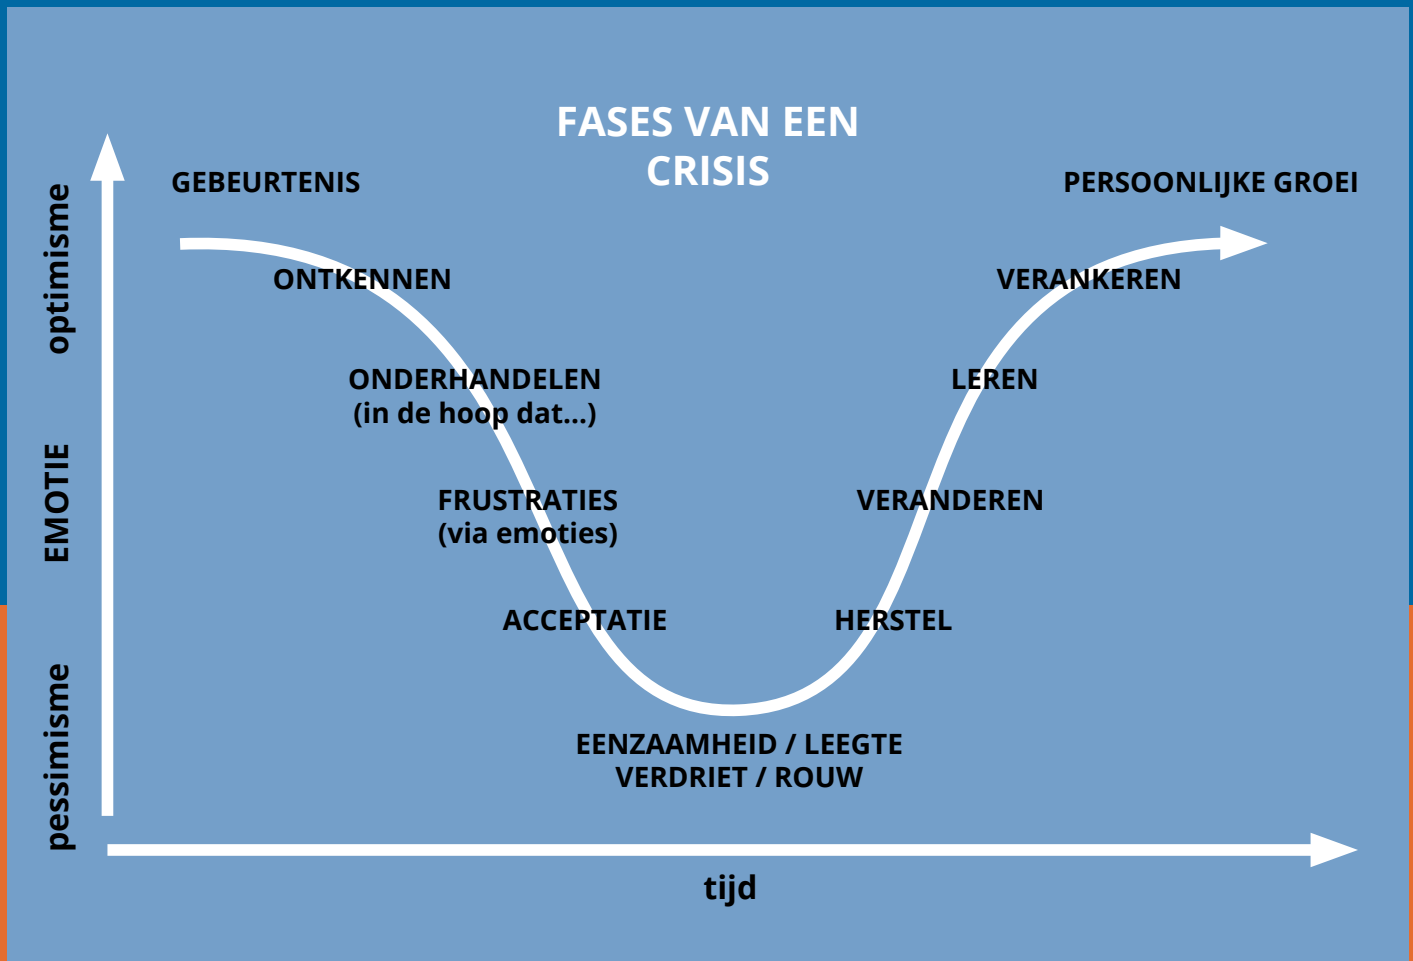 FASES VAN EEN
CRISIS
GEBEURTENIS
PERSOONLIJKE GROEI
optimisme
ONTKENNEN
VERANKEREN
ONDERHANDELEN
(in de hoop dat...)
LEREN
EMOTIE
FRUSTRATIES
(via emoties)
VERANDEREN
ACCEPTATIE
HERSTEL
pessimisme
EENZAAMHEID / LEEGTE
VERDRIET / ROUW
tijd